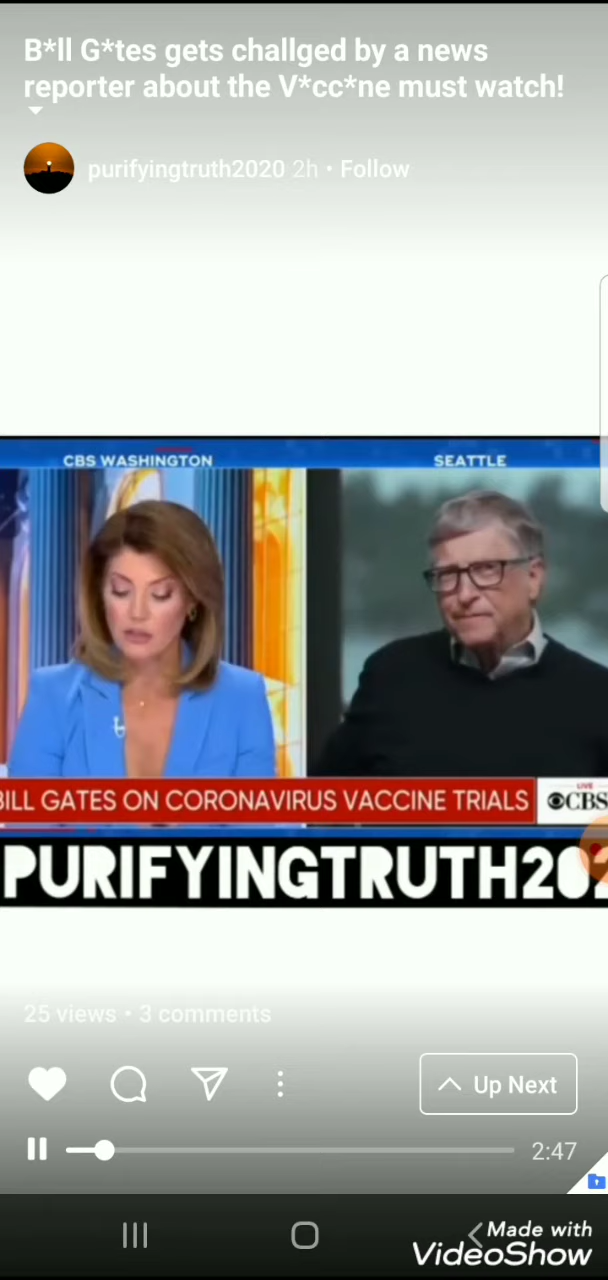 B*ll G*tes gets challged by a news
reporter about the V*cc*ne must watch!
purifyingtruth2020 2h • Follow
CBS WASHINGTON
SEATTLE
BILL GATES ON CORONAVIRUS VACCINE TRIALS
LIVE
CBS
PURIFYINGTRUTH202
25 views • 3 comments
Up Next
2:47
Made with
VideoShow